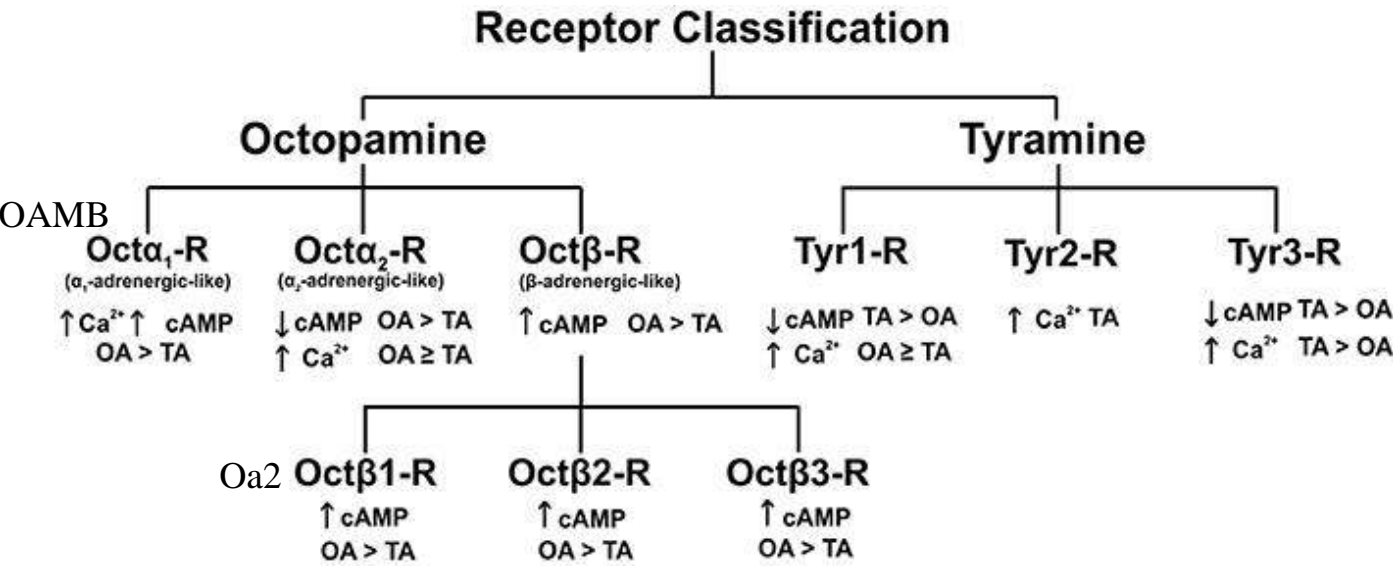 Receptor Classification
Octopamine
Tyramine
OAMB
Octα₁-R
(α₁-adrenergic-like)
↑Ca²⁺↑ cAMP
OA > TA
Octα₂-R
(α₂-adrenergic-like)
↓cAMP OA > TA
↑ Ca²⁺ OA ≥ TA
Octβ-R
(β-adrenergic-like)
↑cAMP OA > TA
Tyr1-R
↓cAMP TA > OA
↑ Ca²⁺ OA ≥ TA
Tyr2-R
↑ Ca²⁺ TA
Tyr3-R
↓cAMP TA > OA
↑ Ca²⁺ TA > OA
Oa2 Octβ1-R
↑cAMP
OA > TA
Octβ2-R
↑cAMP
OA > TA
Octβ3-R
↑cAMP
OA > TA